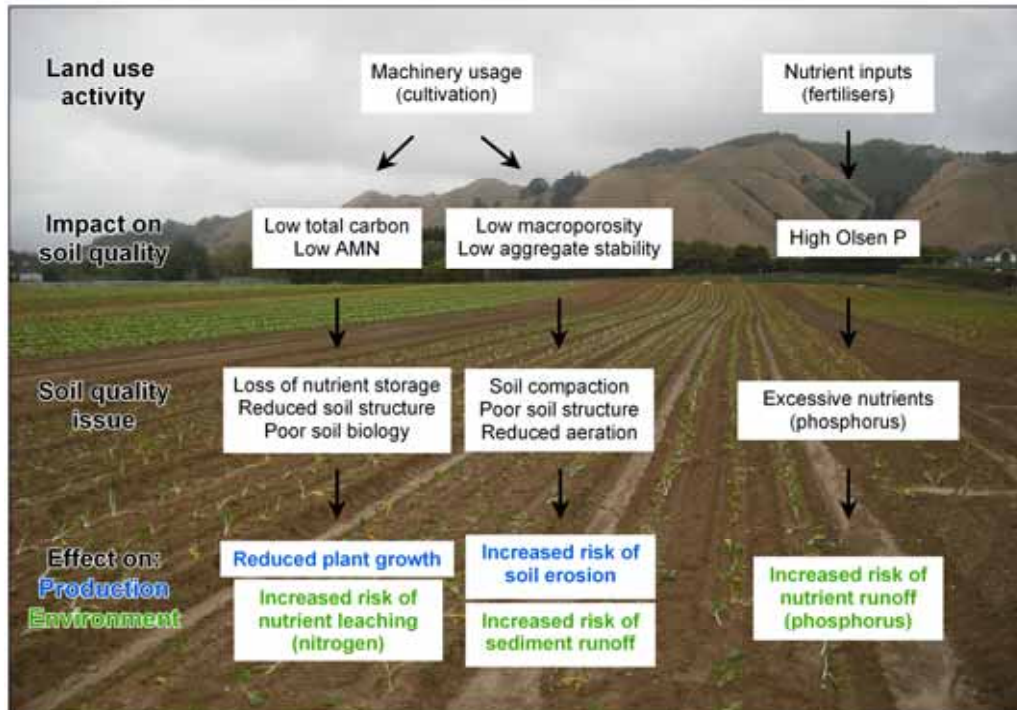 Land use
activity
Machinery usage
(cultivation)
Nutrient inputs
(fertilisers)
Impact on
soil quality
Low total carbon
Low AMN
Low macroporosity
Low aggregate stability
High Olsen P
Soil quality
issue
Loss of nutrient storage
Reduced soil structure
Poor soil biology
Soil compaction
Poor soil structure
Reduced aeration
Excessive nutrients
(phosphorus)
Effect on:
Production
Environment
Reduced plant growth
Increased risk of
nutrient leaching
(nitrogen)
Increased risk of
soil erosion
Increased risk of
sediment runoff
Increased risk of
nutrient runoff
(phosphorus)